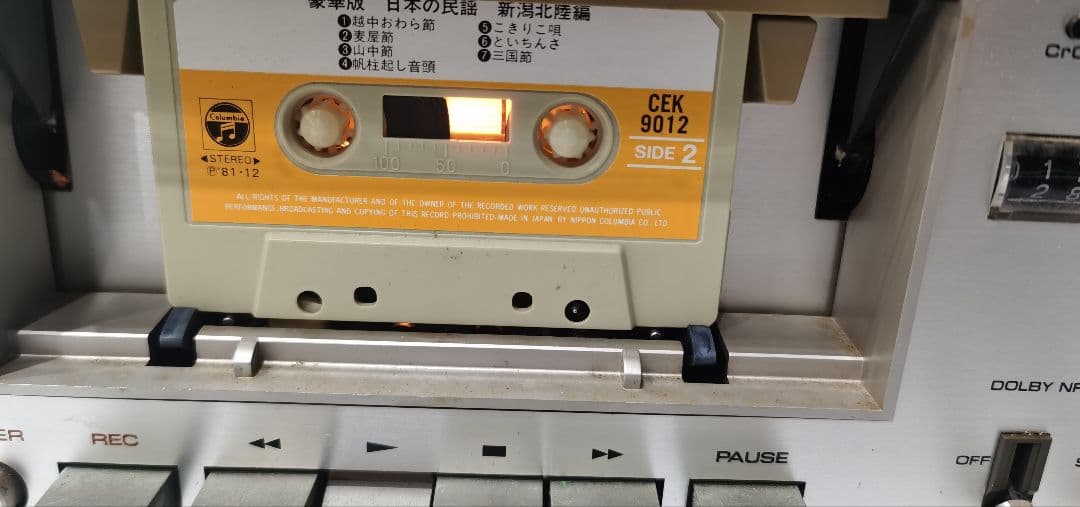 豪華版 日本の民謡 新潟北陸編
❶越中おわら節
❷麦屋節
❸山中節
❹帆柱起し音頭
❺こきりこ唄
❻といちんさ
❼三国節
Columbia
◀STEREO▶
Ⓟ'81・12
100 50 0
CEK
9012
SIDE 2
ALL RIGHTS OF THE MANUFACTURER AND OF THE OWNER OF THE RECORDED WORK RESERVED UNAUTHORIZED PUBLIC
PERFORMANCE. BROADCASTING AND COPYING OF THIS RECORD PROHIBITED MADE IN JAPAN BY NIPPON COLUMBIA CO., LTD.
CrO
1
2 8
DOLBY NR
OFF
ER
REC
◀◀
▶
■
▶▶
PAUSE